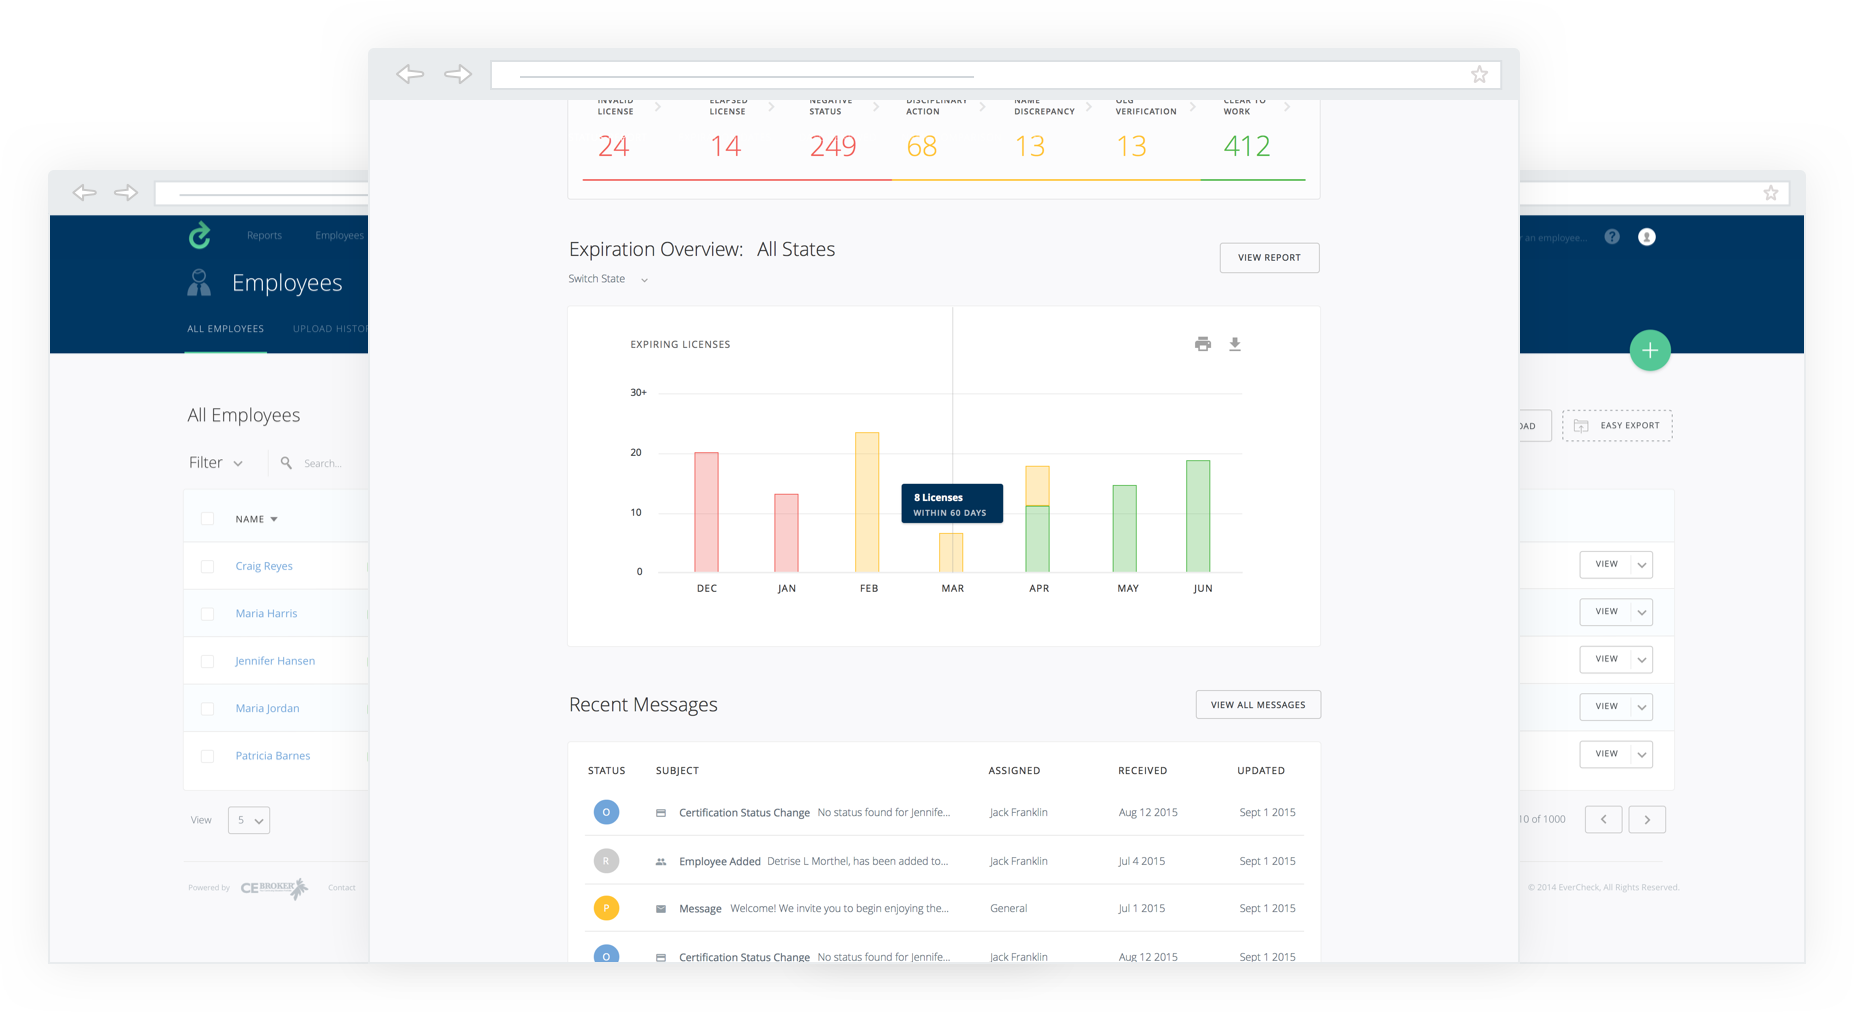 INVALID LICENSE
24
ELAPSED LICENSE
14
NEGATIVE STATUS
249
DISCIPLINARY ACTION
68
NAME DISCREPANCY
13
OLG VERIFICATION
13
CLEAR TO WORK
412
Expiration Overview: All States
VIEW REPORT
Switch State
EXPIRING LICENSES
30+
20
10
0
8 Licenses
WITHIN 60 DAYS
DEC JAN FEB MAR APR MAY JUN
Recent Messages
VIEW ALL MESSAGES
STATUS SUBJECT ASSIGNED RECEIVED UPDATED
O Certification Status Change No status found for Jennife... Jack Franklin Aug 12 2015 Sept 1 2015
R Employee Added Detrise L Morthel, has been added to... Jack Franklin Jul 4 2015 Sept 1 2015
P Message Welcome! We invite you to begin enjoying the... General Jul 1 2015 Sept 1 2015
O Certification Status Change No status found for Jennife... Jack Franklin Aug 12 2015 Sept 1 2015
Reports Employees
Employees
ALL EMPLOYEES UPLOAD HISTOR
All Employees
Filter Search...
NAME
Craig Reyes
Maria Harris
Jennifer Hansen
Maria Jordan
Patricia Barnes
View 5
Powered by CE BROKER Contact
an employee... ?
+
OAD EASY EXPORT
VIEW
VIEW
VIEW
VIEW
VIEW
10 of 1000
© 2014 EverCheck, All Rights Reserved.